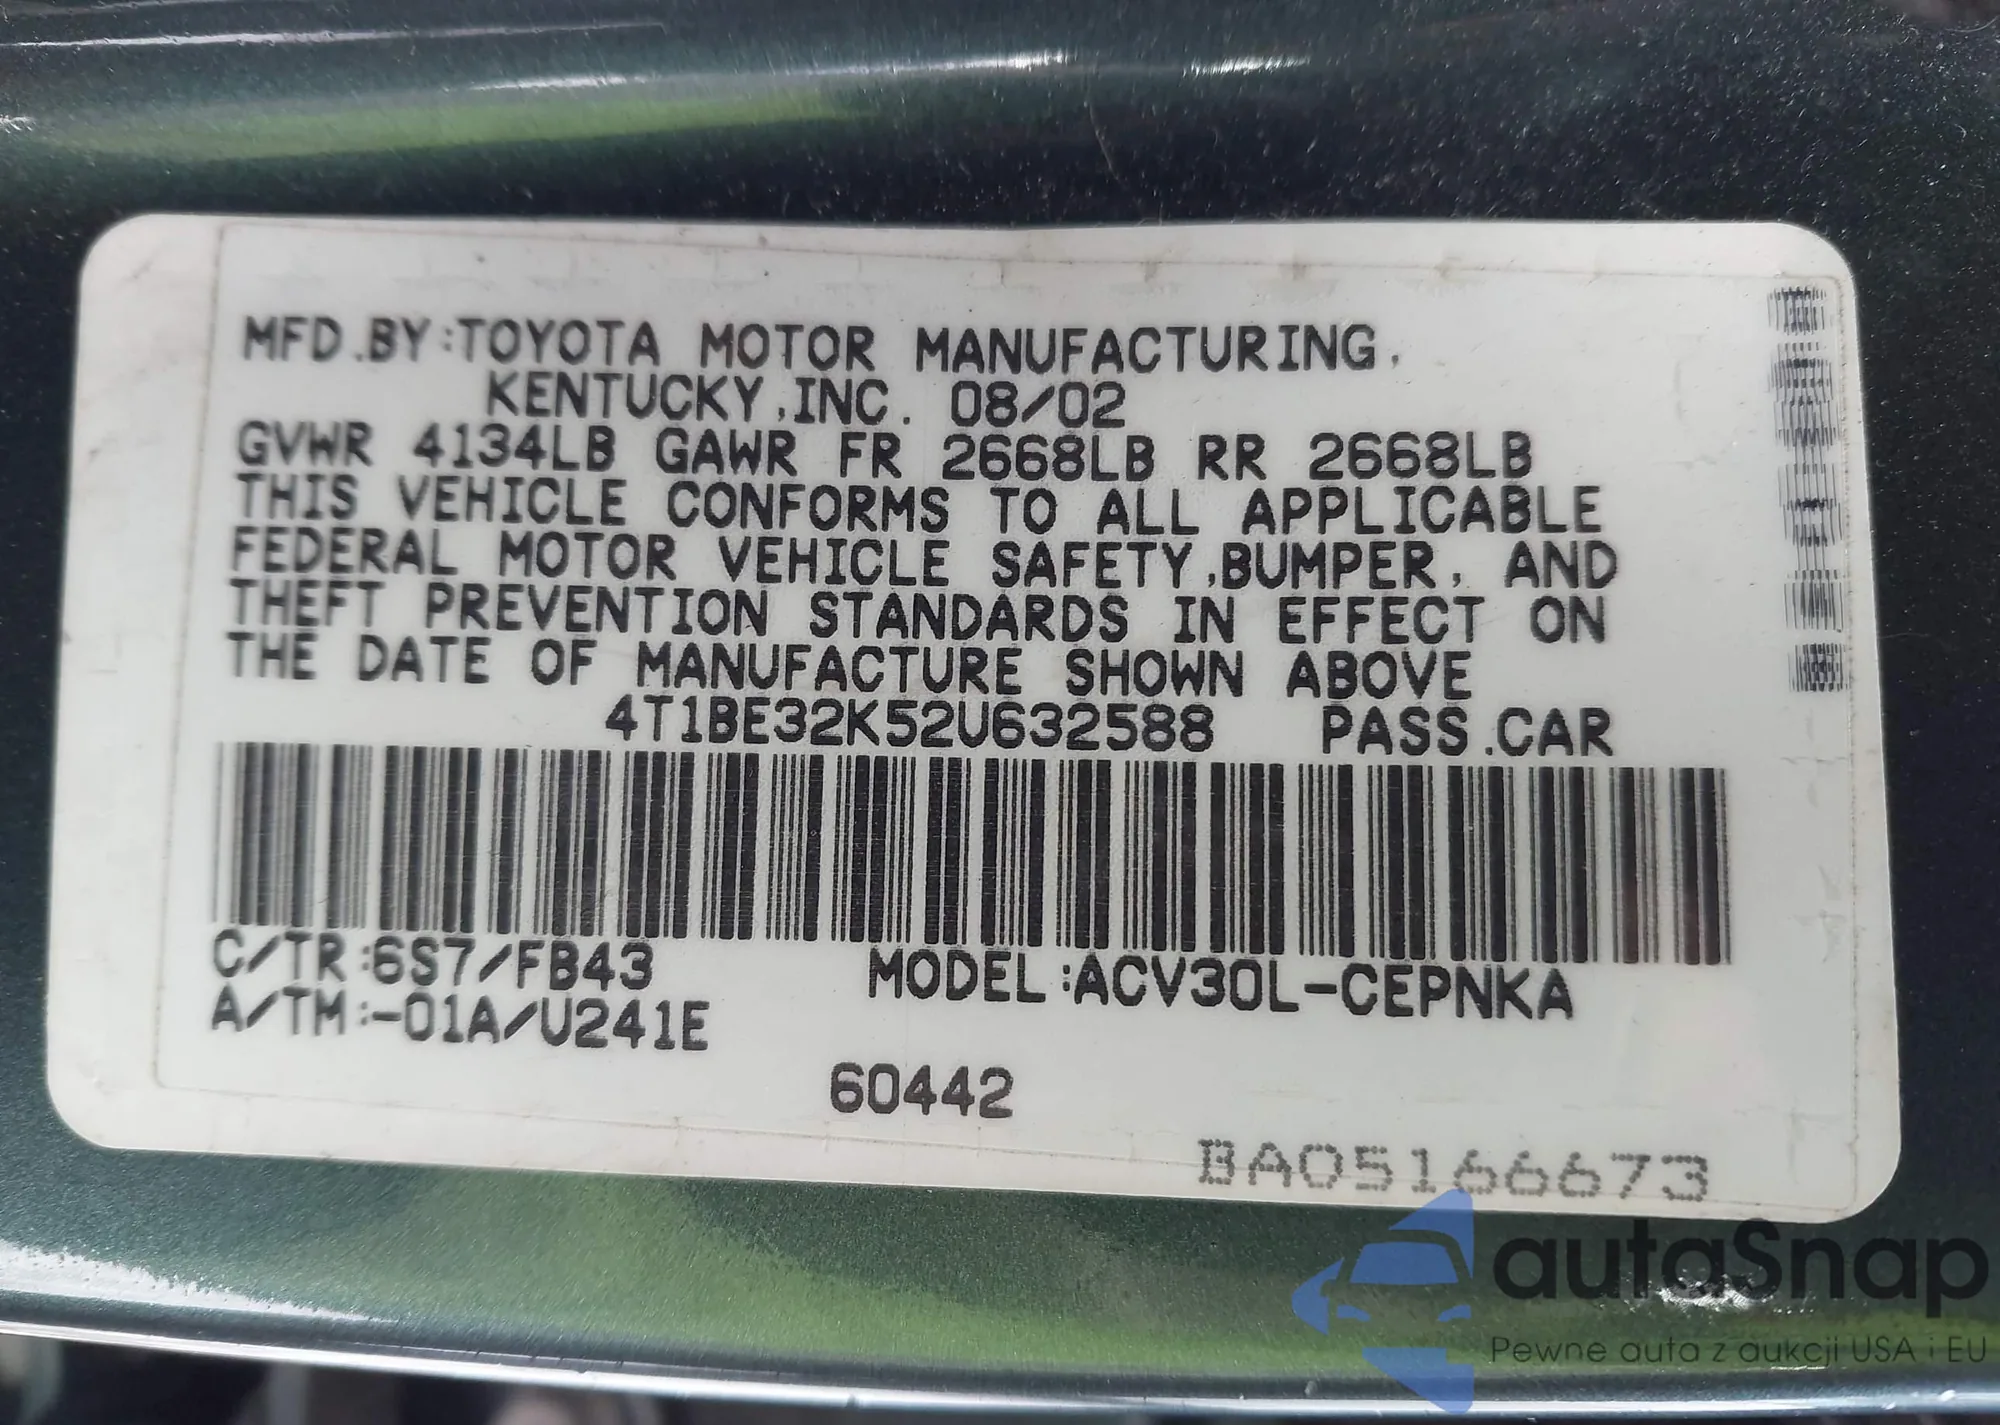 MFD.BY:TOYOTA MOTOR MANUFACTURING,
KENTUCKY,INC. 08/02
GVWR 4134LB GAWR FR 2668LB RR 2668LB
THIS VEHICLE CONFORMS TO ALL APPLICABLE
FEDERAL MOTOR VEHICLE SAFETY,BUMPER, AND
THEFT PREVENTION STANDARDS IN EFFECT ON
THE DATE OF MANUFACTURE SHOWN ABOVE
4T1BE32K52U632588 PASS.CAR
C/TR:6S7/FB43 MODEL:ACV30L-CEPNKA
A/TM:-01A/U241E
60442
BA05166673
autaSnap
Pewne auta z aukcji USA i EU